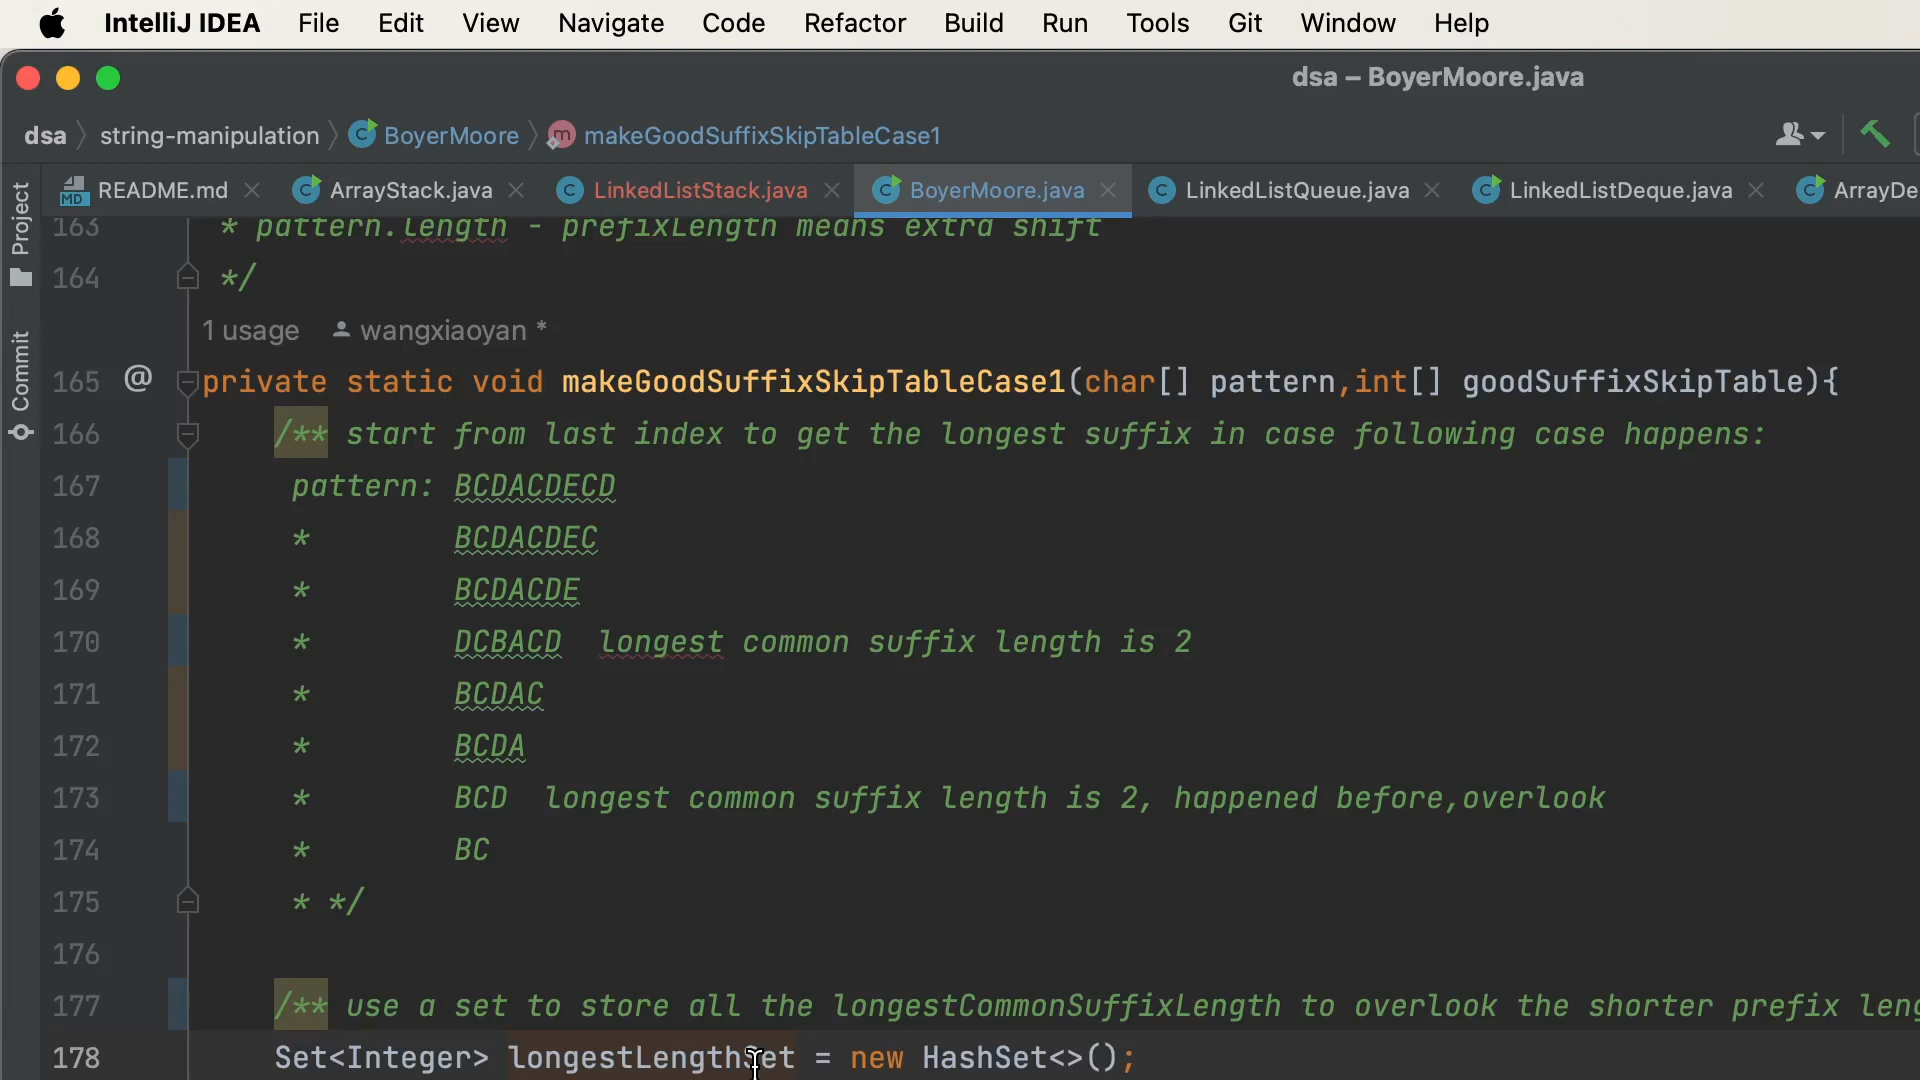 IntelliJ IDEA File Edit View Navigate Code Refactor Build Run Tools Git Window Help
dsa – BoyerMoore.java
dsa string-manipulation BoyerMoore makeGoodSuffixSkipTableCase1
README.md ArrayStack.java LinkedListStack.java BoyerMoore.java LinkedListQueue.java LinkedListDeque.java ArrayDe
Project
Commit
163 * pattern.length - prefixLength means extra shift
164 */
1 usage wangxiaoyan *
165 @ private static void makeGoodSuffixSkipTableCase1(char[] pattern,int[] goodSuffixSkipTable){
166 /** start from last index to get the longest suffix in case following case happens:
167 pattern: BCDACDECD
168 * BCDACDEC
169 * BCDACDE
170 * DCBACD longest common suffix length is 2
171 * BCDAC
172 * BCDA
173 * BCD longest common suffix length is 2, happened before,overlook
174 * BC
175 * */
176
177 /** use a set to store all the longestCommonSuffixLength to overlook the shorter prefix leng
178 Set<Integer> longestLengthSet = new HashSet<>();